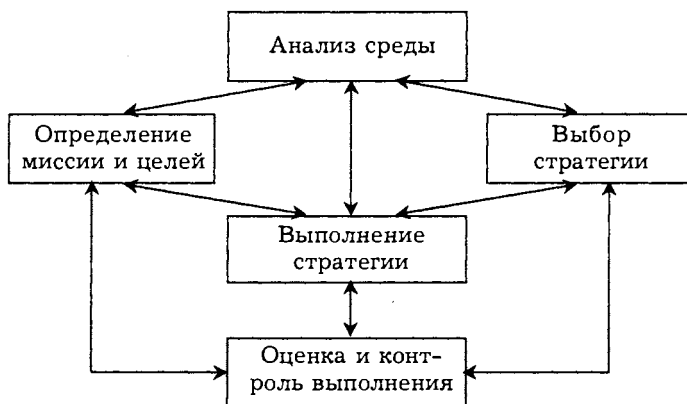 Анализ среды
Определение
миссии и целей
Выбор
стратегии
Выполнение
стратегии
Оценка и конт-
роль выполнения